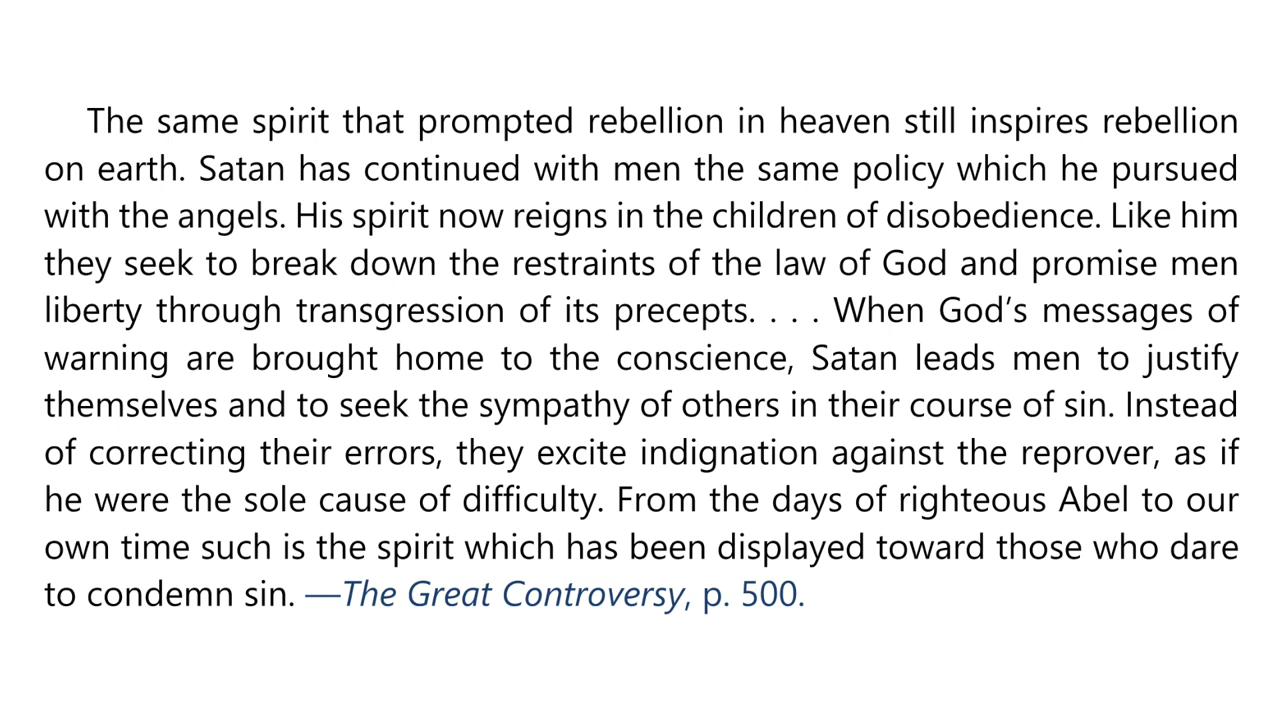 The same spirit that prompted rebellion in heaven still inspires rebellion
on earth. Satan has continued with men the same policy which he pursued
with the angels. His spirit now reigns in the children of disobedience. Like him
they seek to break down the restraints of the law of God and promise men
liberty through transgression of its precepts. . . . When God’s messages of
warning are brought home to the conscience, Satan leads men to justify
themselves and to seek the sympathy of others in their course of sin. Instead
of correcting their errors, they excite indignation against the reprover, as if
he were the sole cause of difficulty. From the days of righteous Abel to our
own time such is the spirit which has been displayed toward those who dare
to condemn sin. —The Great Controversy, p. 500.